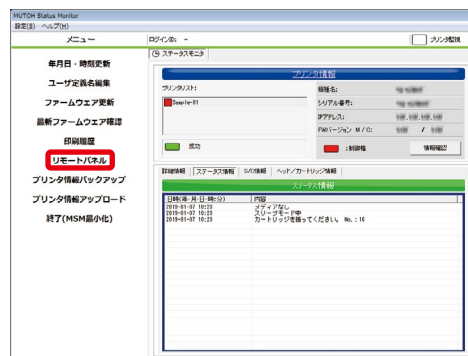 MUTOH Status Monitor
設定(S) ヘルプ(H)
メニュー
ログインID: -
プリンタ監視
ステータスモニタ
年月日・時刻更新
ユーザ定義名編集
ファームウェア更新
最新ファームウェア確認
印刷履歴
リモートパネル
プリンタ情報バックアップ
プリンタ情報アップロード
終了(MSM最小化)
プリンタ情報
プリンタリスト:
Sample-01
機種名:
シリアル番号:
IPアドレス:
FWバージョン M / C:
/
成功
:制御権
情報確認
詳細情報 ステータス情報 S/O情報 ヘッド/カートリッジ情報
ステータス情報
日時(年-月-日-時:分) 内容
2019-01-07 10:23 メディアなし
2019-01-07 10:23 スリープモード中
2019-01-07 10:23 カートリッジを振ってください。 No. : 16